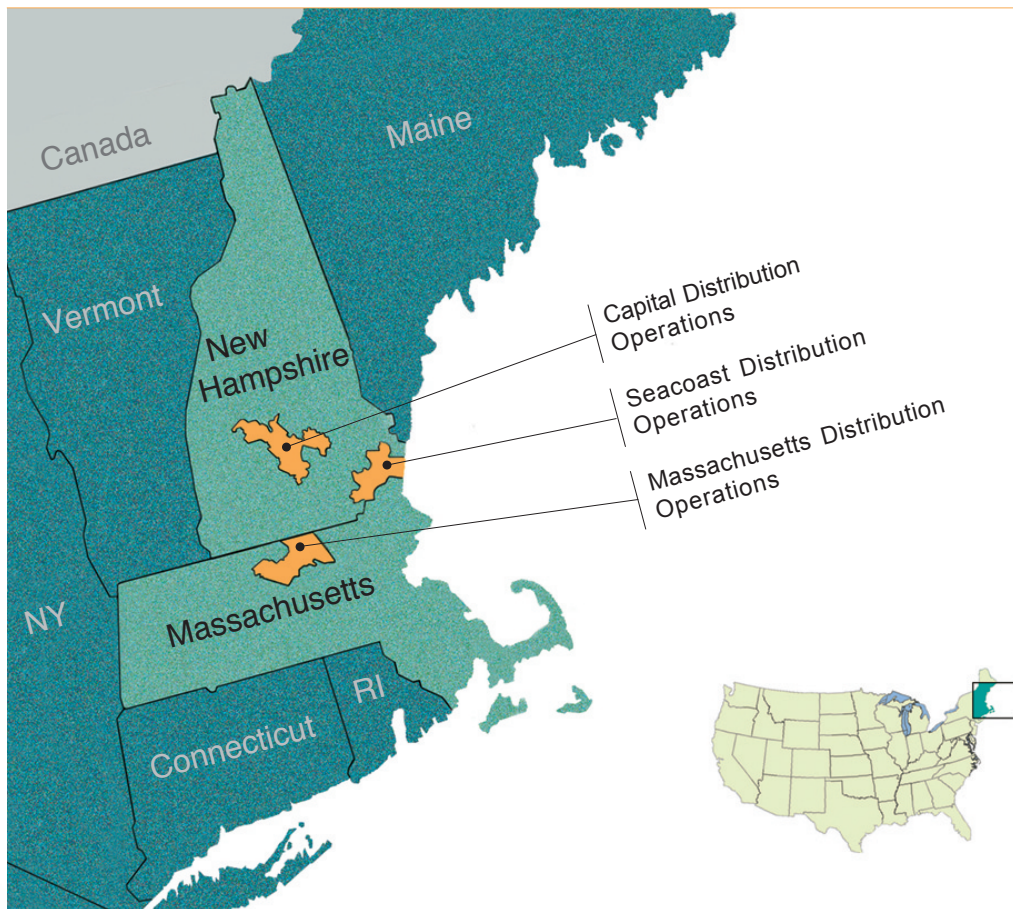 Canada
Maine
Vermont
New
Hampshire
Capital Distribution
Operations
Seacoast Distribution
Operations
Massachusetts Distribution
Operations
NY
Massachusetts
RI
Connecticut